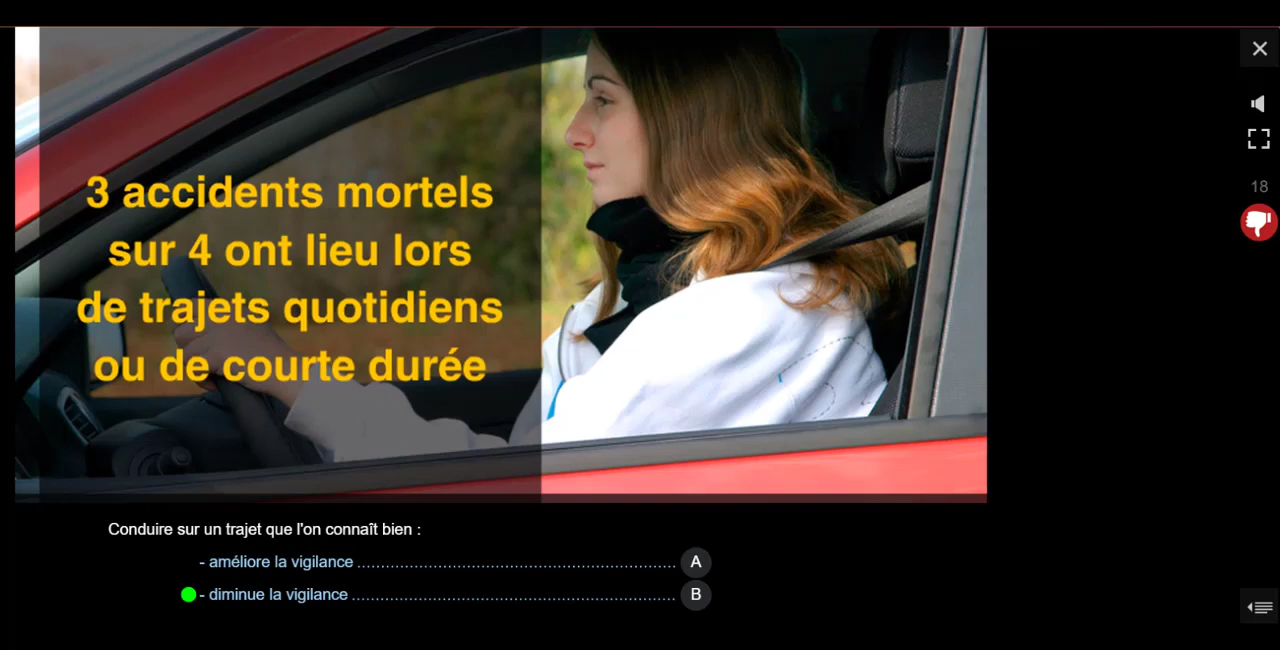 3 accidents mortels
sur 4 ont lieu lors
de trajets quotidiens
ou de courte durée
18
Conduire sur un trajet que l'on connaît bien :
- améliore la vigilance ..................................................................... A
- diminue la vigilance ...................................................................... B